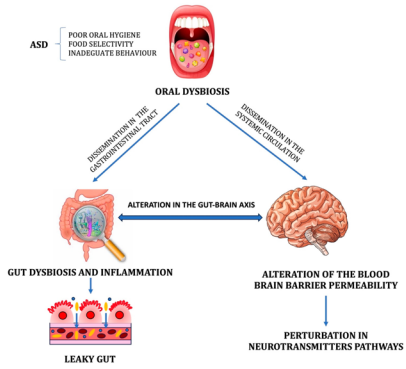 ASD
POOR ORAL HYGIENE
FOOD SELECTIVITY
INADEGUATE BEHAVIOUR
ORAL DYSBIOSIS
DISSEMINATION IN THE
GASTROINTESTINAL TRACT
DISSEMINATION IN THE
SYSTEMIC CIRCULATION
ALTERATION IN THE GUT-BRAIN AXIS
GUT DYSBIOSIS AND INFLAMMATION
ALTERATION OF THE BLOOD
BRAIN BARRIER PERMEABILITY
LEAKY GUT
PERTURBATION IN
NEUROTRANSMITTERS PATHWAYS